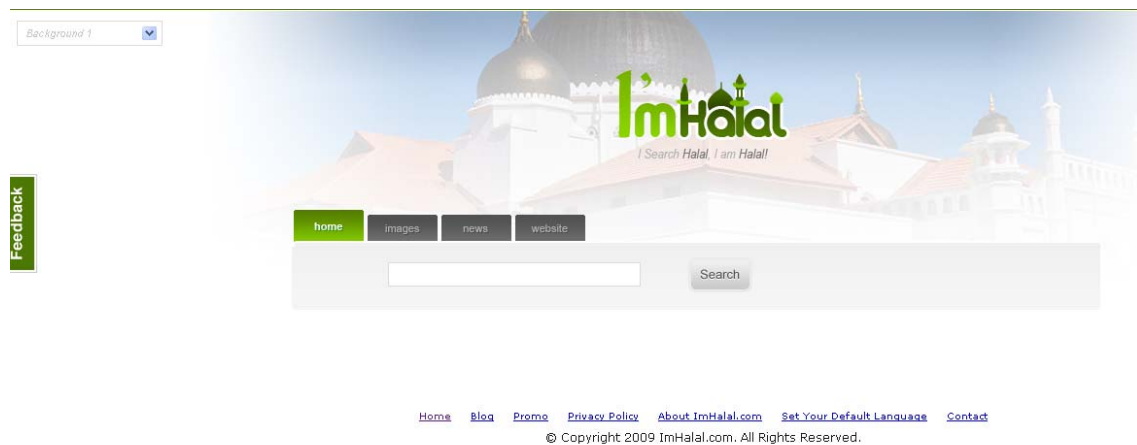 Background 1
I'mHalal
I Search Halal, I am Halal!
Feedback
home images news website
Search
Home Blog Promo Privacy Policy About ImHalal.com Set Your Default Language Contact
© Copyright 2009 ImHalal.com. All Rights Reserved.